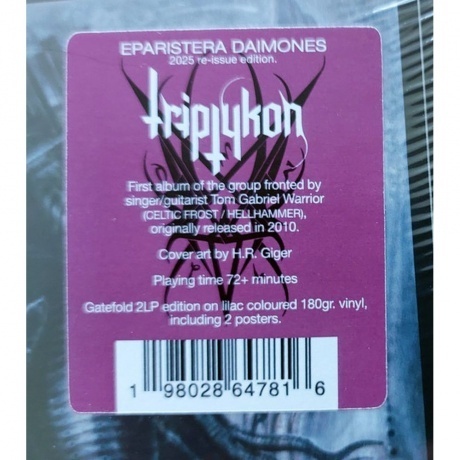 EPARISTERA DAIMONES
2025 re-issue edition.
triptykon
First album of the group fronted by
singer/guitarist Tom Gabriel Warrior
(CELTIC FROST / HELLHAMMER),
originally released in 2010.
Cover art by H.R. Giger
Playing time 72+ minutes
Gatefold 2LP edition on lilac coloured 180gr. vinyl,
including 2 posters.
1 98028 64781 6